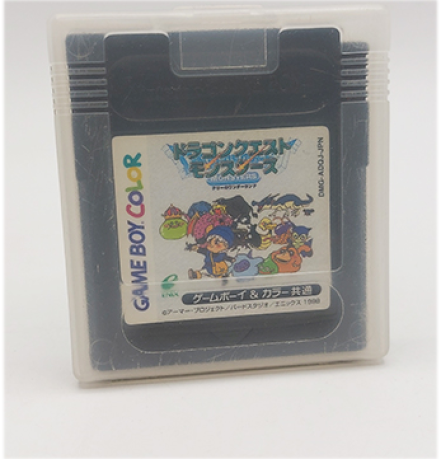 ドラゴンクエスト
モンスターズ
MONSTERS
テリーのワンダーランド
GAME BOY COLOR
DMG-ADQJ-JPN
ENIX
ゲームボーイ & カラー 共通
©アーマー・プロジェクト/バードスタジオ/エニックス 1998